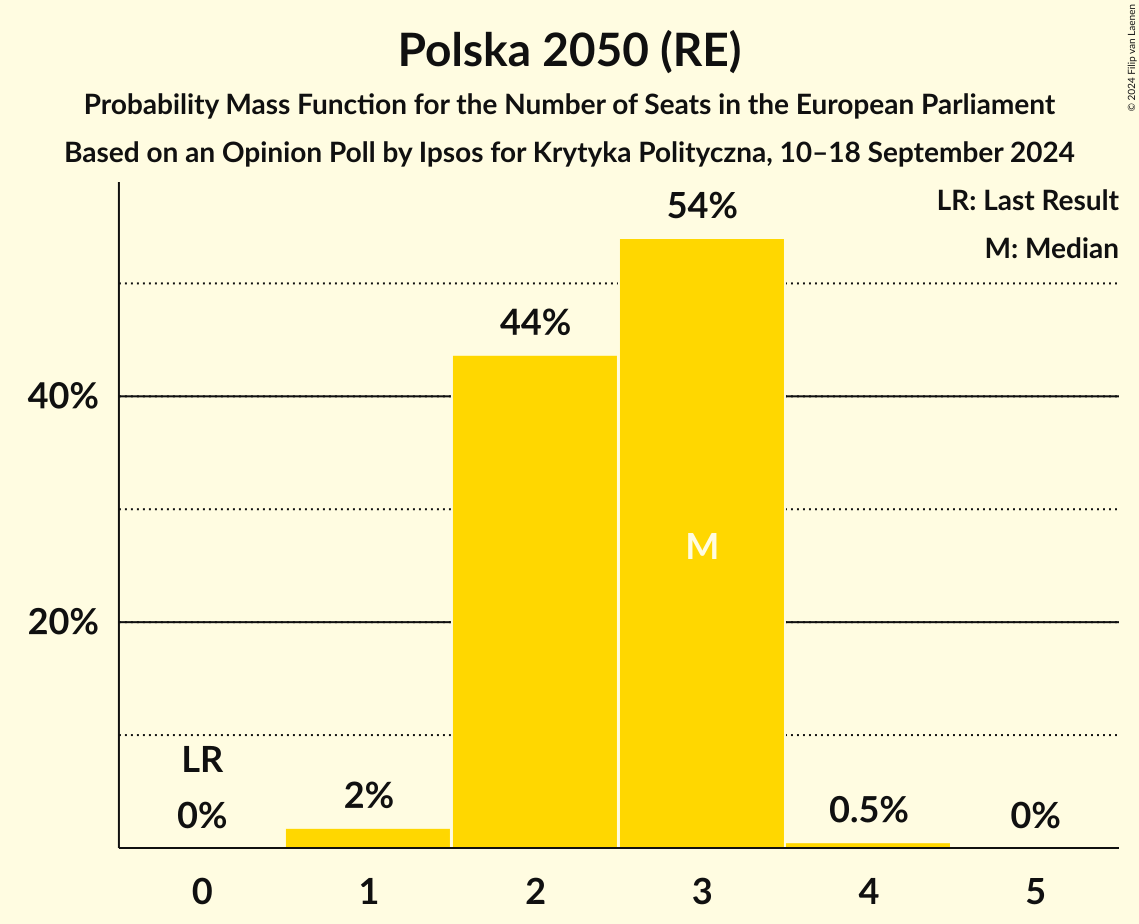 Polska 2050 (RE)
Probability Mass Function for the Number of Seats in the European Parliament
Based on an Opinion Poll by Ipsos for Krytyka Polityczna, 10–18 September 2024
© 2024 Filip van Laenen
LR: Last Result
M: Median
54%
44%
40%
M
20%
LR
0%
2%
0.5%
0%
0 1 2 3 4 5